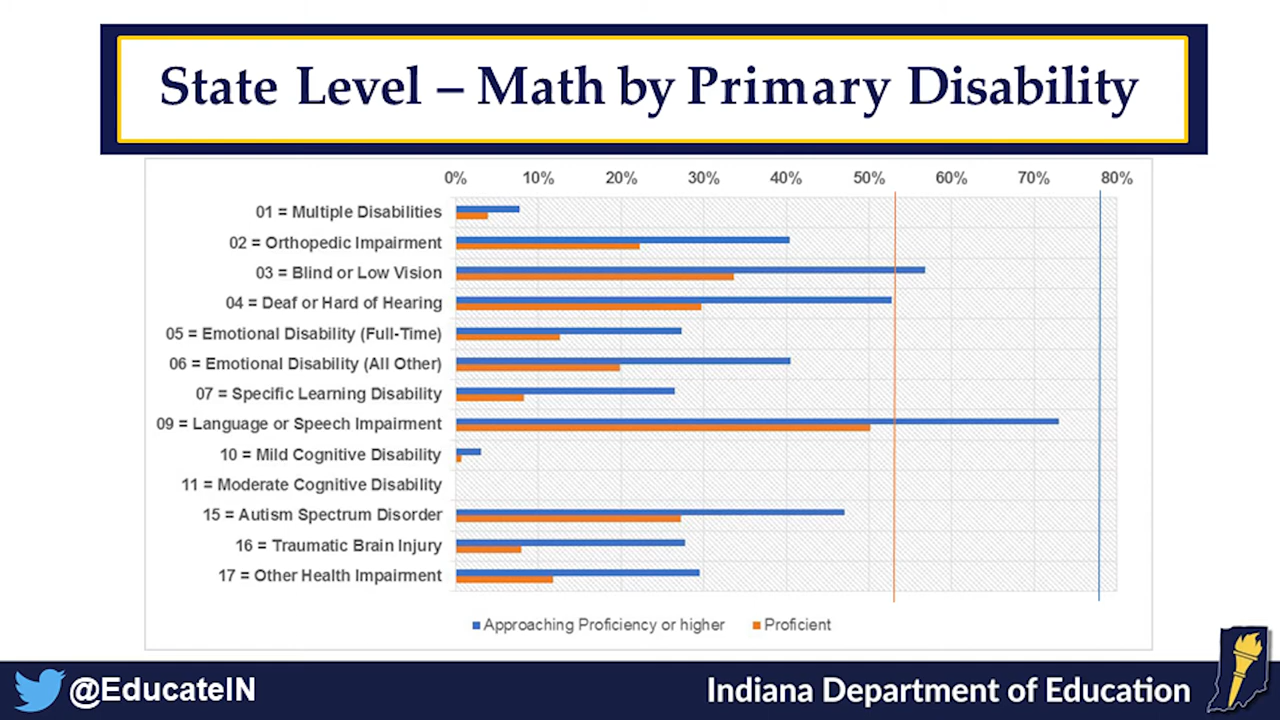 State Level – Math by Primary Disability
0% 10% 20% 30% 40% 50% 60% 70% 80%
01 = Multiple Disabilities
02 = Orthopedic Impairment
03 = Blind or Low Vision
04 = Deaf or Hard of Hearing
05 = Emotional Disability (Full-Time)
06 = Emotional Disability (All Other)
07 = Specific Learning Disability
09 = Language or Speech Impairment
10 = Mild Cognitive Disability
11 = Moderate Cognitive Disability
15 = Autism Spectrum Disorder
16 = Traumatic Brain Injury
17 = Other Health Impairment
Approaching Proficiency or higher Proficient
@EducateIN Indiana Department of Education